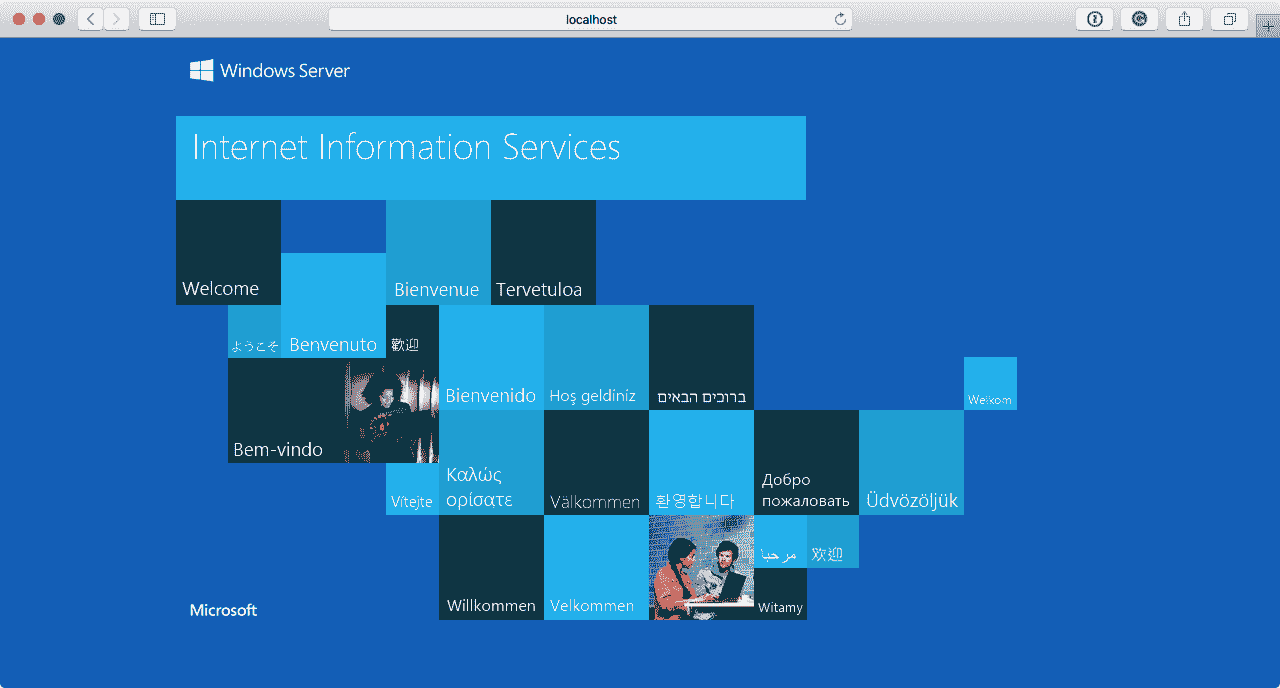 localhost
Windows Server
Internet Information Services
Welcome
Bienvenue
Tervetuloa
ようこそ
Benvenuto
歡迎
Bienvenido
Hoş geldiniz
ברוכים הבאים
Welkom
Bem-vindo
Vítejte
Καλώς
ορίσατε
Välkommen
환영합니다
Добро
пожаловать
Üdvözöljük
Willkommen
Velkommen
مرحبا
欢迎
Witamy
Microsoft